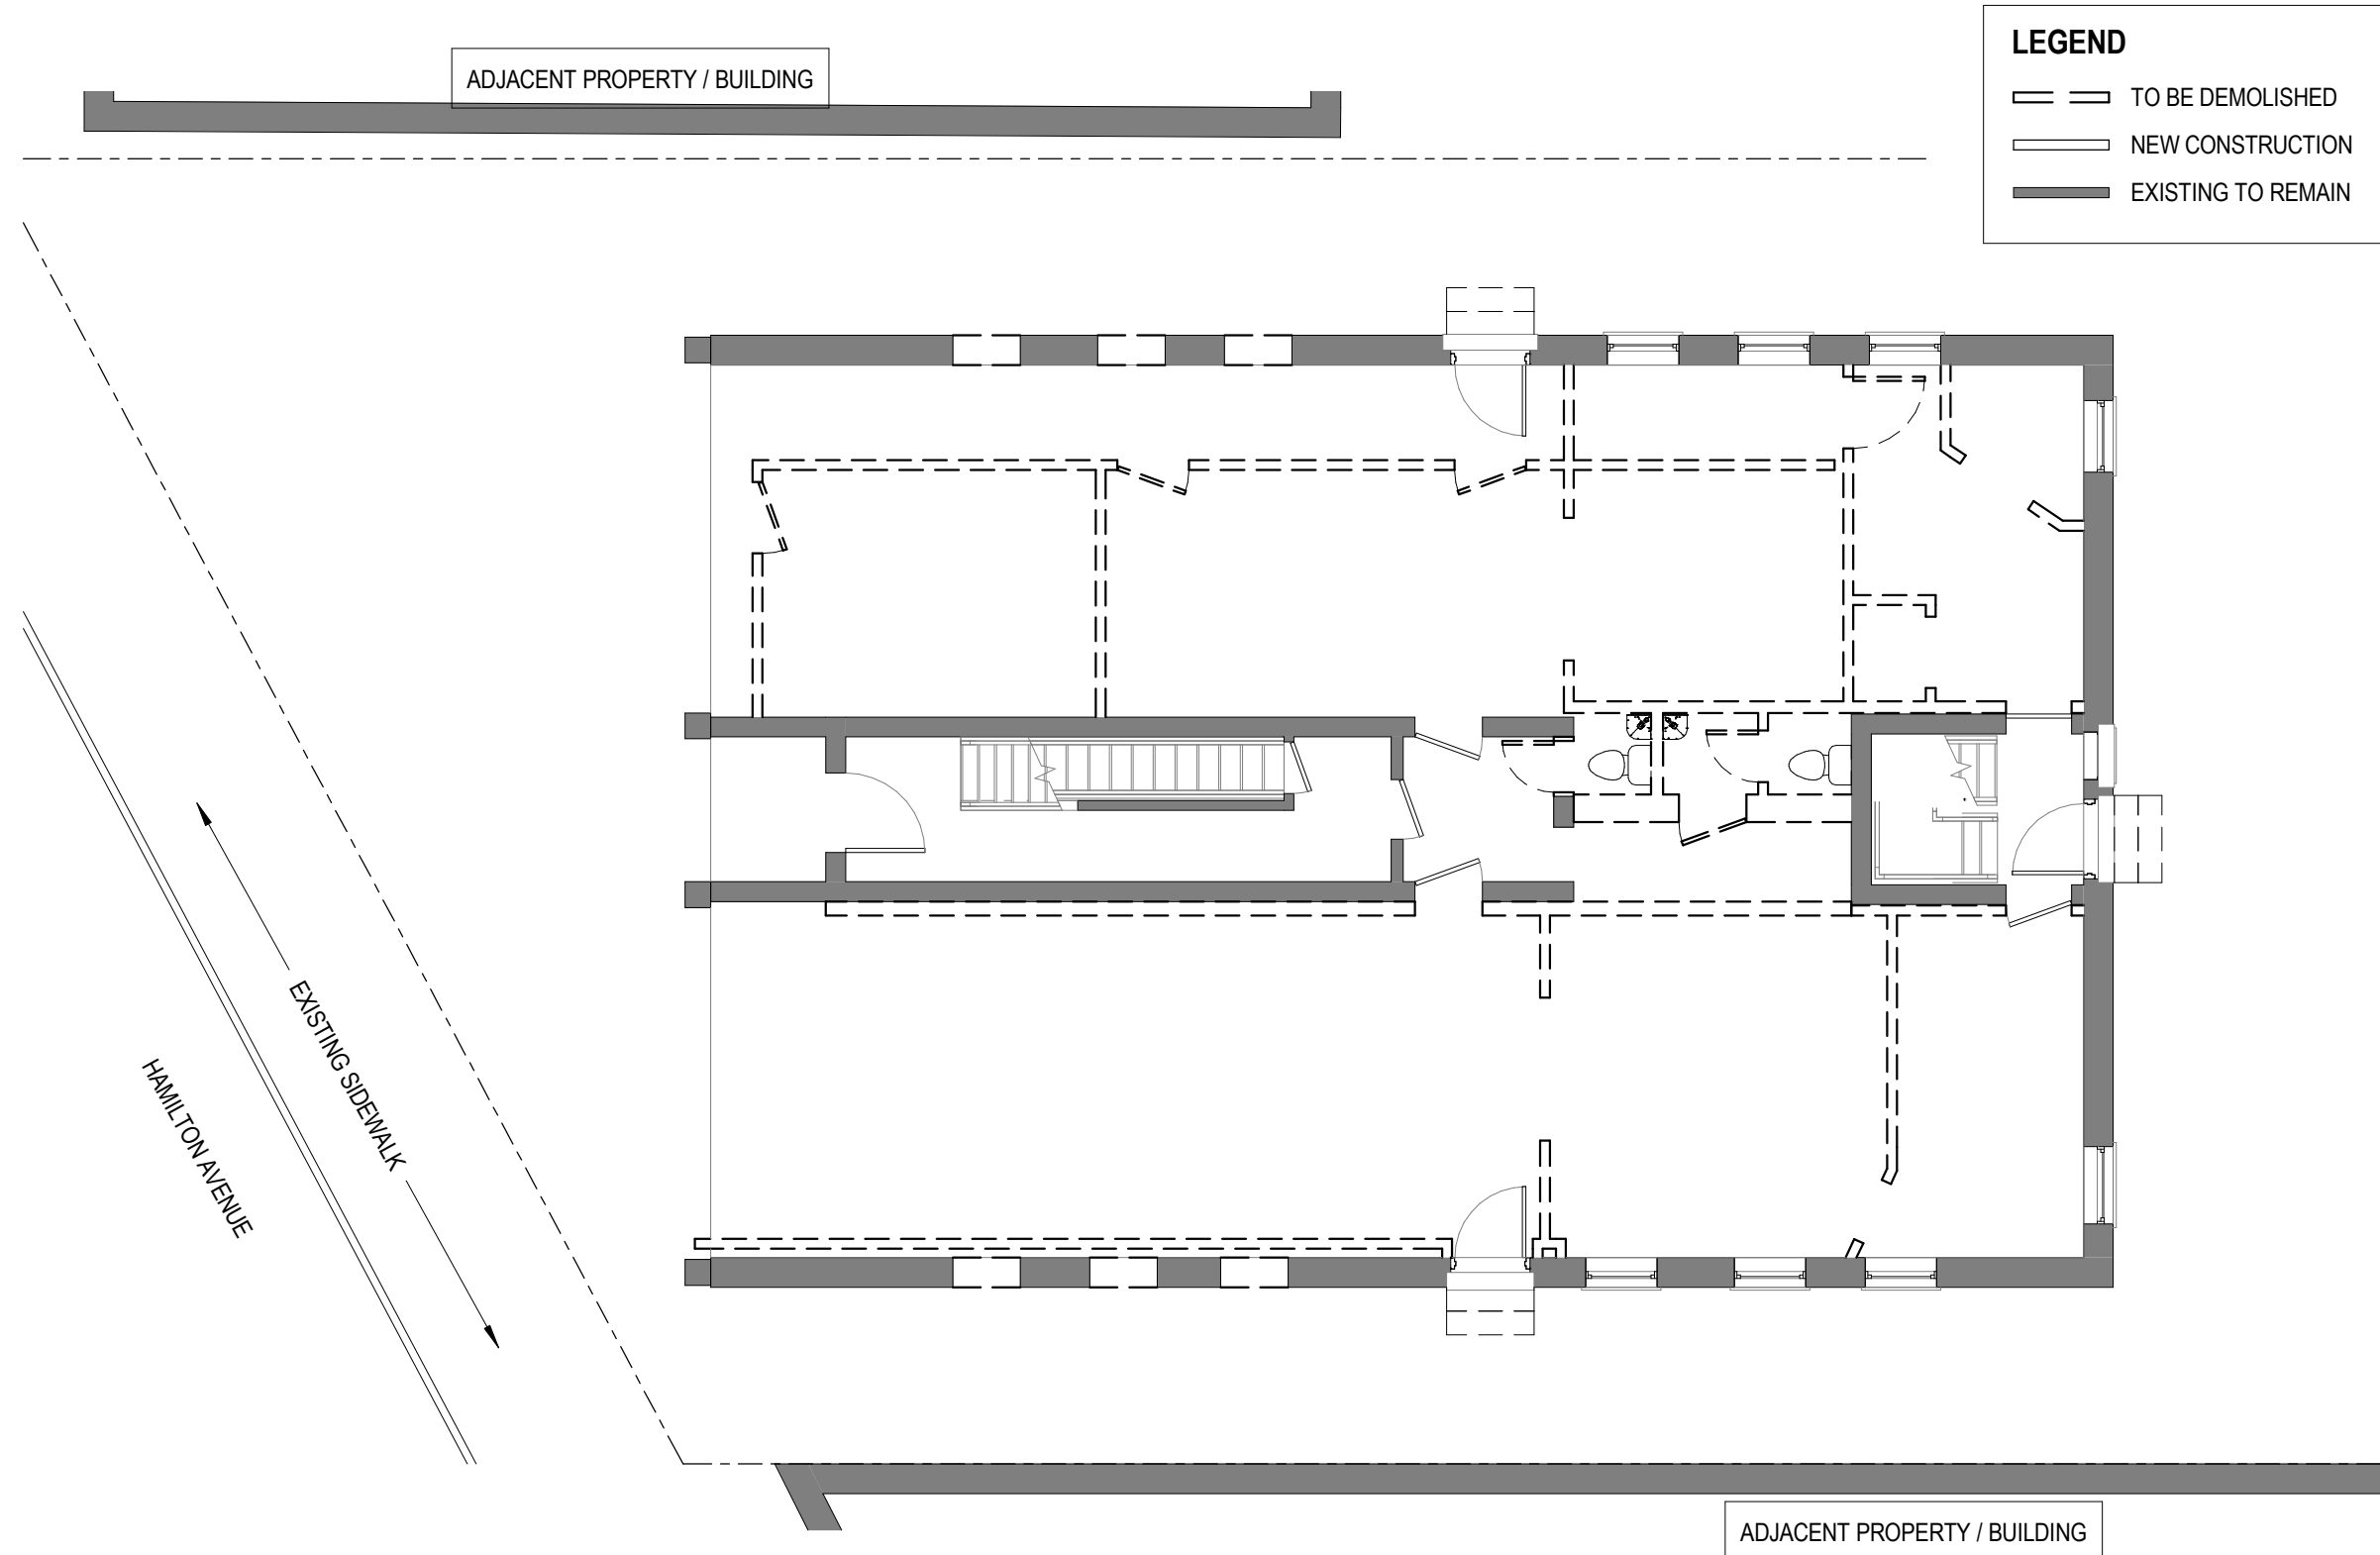 LEGEND
ADJACENT PROPERTY / BUILDING
TO BE DEMOLISHED
NEW CONSTRUCTION
EXISTING TO REMAIN
EXISTING SIDEWALK
HAMILTON AVENUE
ADJACENT PROPERTY / BUILDING